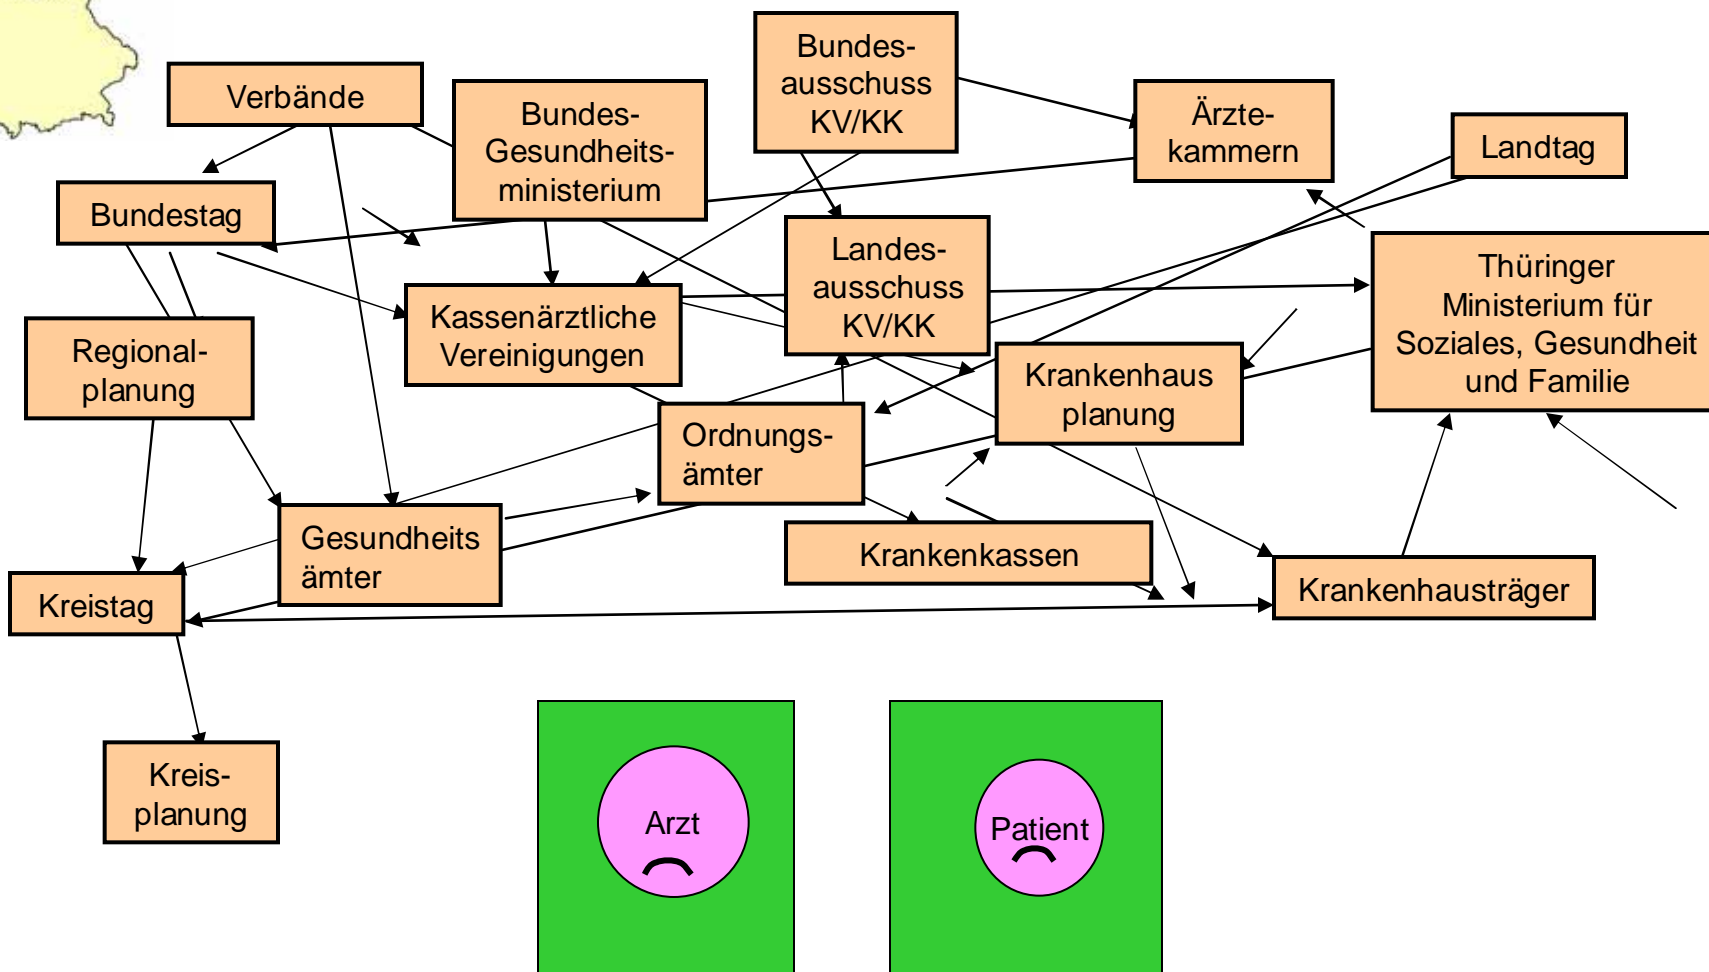 Verbände
Bundes-
Gesundheits-
ministerium
Bundes-
ausschuss
KV/KK
Ärzte-
kammern
Landtag
Bundestag
Landes-
ausschuss
KV/KK
Thüringer
Ministerium für
Soziales, Gesundheit
und Familie
Kassenärztliche
Vereinigungen
Regional-
planung
Krankenhaus
planung
Ordnungs-
ämter
Gesundheits
ämter
Krankenkassen
Krankenhausträger
Kreistag
Kreis-
planung
Arzt
Patient